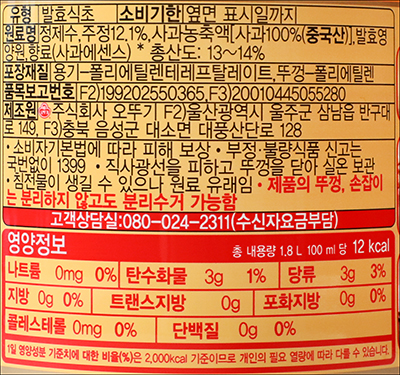 유형 발효식초 소비기한 옆면 표시일까지
원료명 정제수,주정12.1%,사과농축액[사과100%(중국산)],발효영
양원,향료(사과에센스) * 총산도: 13~14%
포장재질 용기-폴리에틸렌테레프탈레이트,뚜껑-폴리에틸렌
품목보고번호 F2)199202550365,F3)20010445055280
제조원 주식회사 오뚜기 F2)울산광역시 울주군 삼남읍 반구대
로 149, F3)충북 음성군 대소면 대풍산단로 128
• 소비자기본법에 따라 피해 보상 • 부정·불량식품 신고는
국번없이 1399 • 직사광선을 피하고 뚜껑을 닫아 실온 보관
• 침전물이 생길 수 있으나 원료 유래임 • 제품의 뚜껑, 손잡이
는 분리하지 않고도 분리수거 가능함
고객상담실:080-024-2311(수신자요금부담)
영양정보 총 내용량 1.8 L 100 ml 당 12 kcal
나트륨 0mg 0% 탄수화물 3g 1% 당류 3g 3%
지방 0g 0% 트랜스지방 0g 포화지방 0g 0%
콜레스테롤 0mg 0% 단백질 0g 0%
1일 영양성분 기준치에 대한 비율(%)은 2,000kcal 기준이므로 개인의 필요 열량에 따라 다를 수 있습니다.